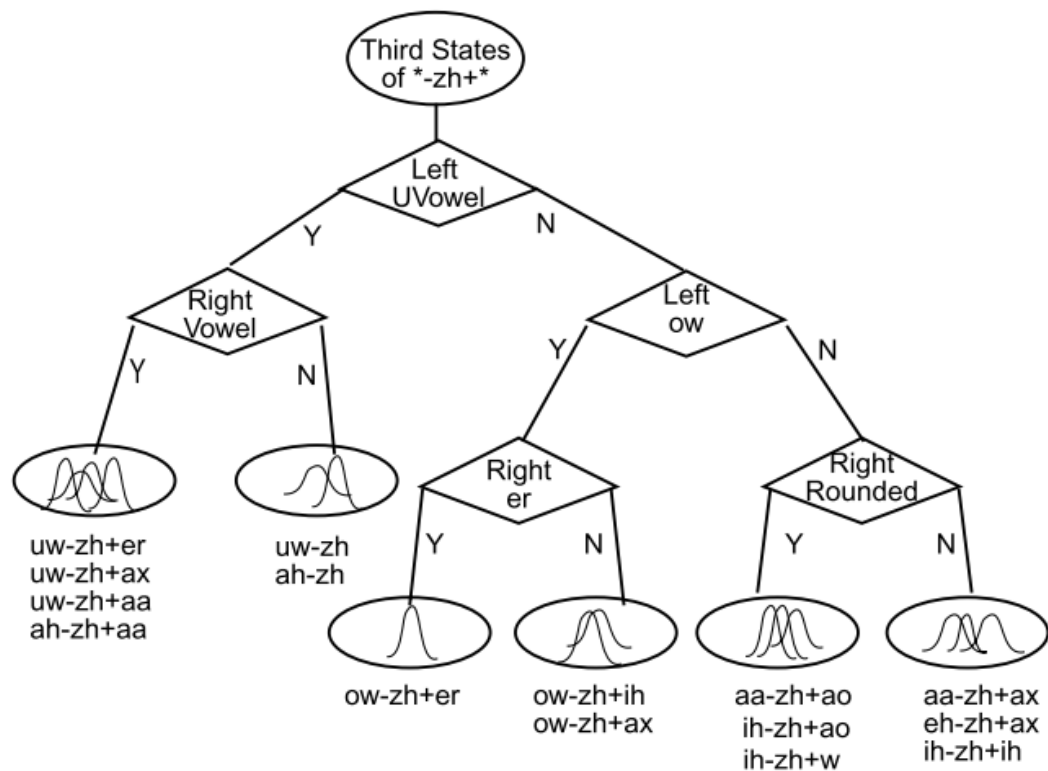 Third States
of *-zh+*
Left
UVowel
Y
N
Right
Vowel
Left
ow
Y
N
Y
N
Right
er
Right
Rounded
uw-zh+er
uw-zh+ax
uw-zh+aa
ah-zh+aa
uw-zh
ah-zh
Y
N
Y
N
ow-zh+er
ow-zh+ih
ow-zh+ax
aa-zh+ao
ih-zh+ao
ih-zh+w
aa-zh+ax
eh-zh+ax
ih-zh+ih